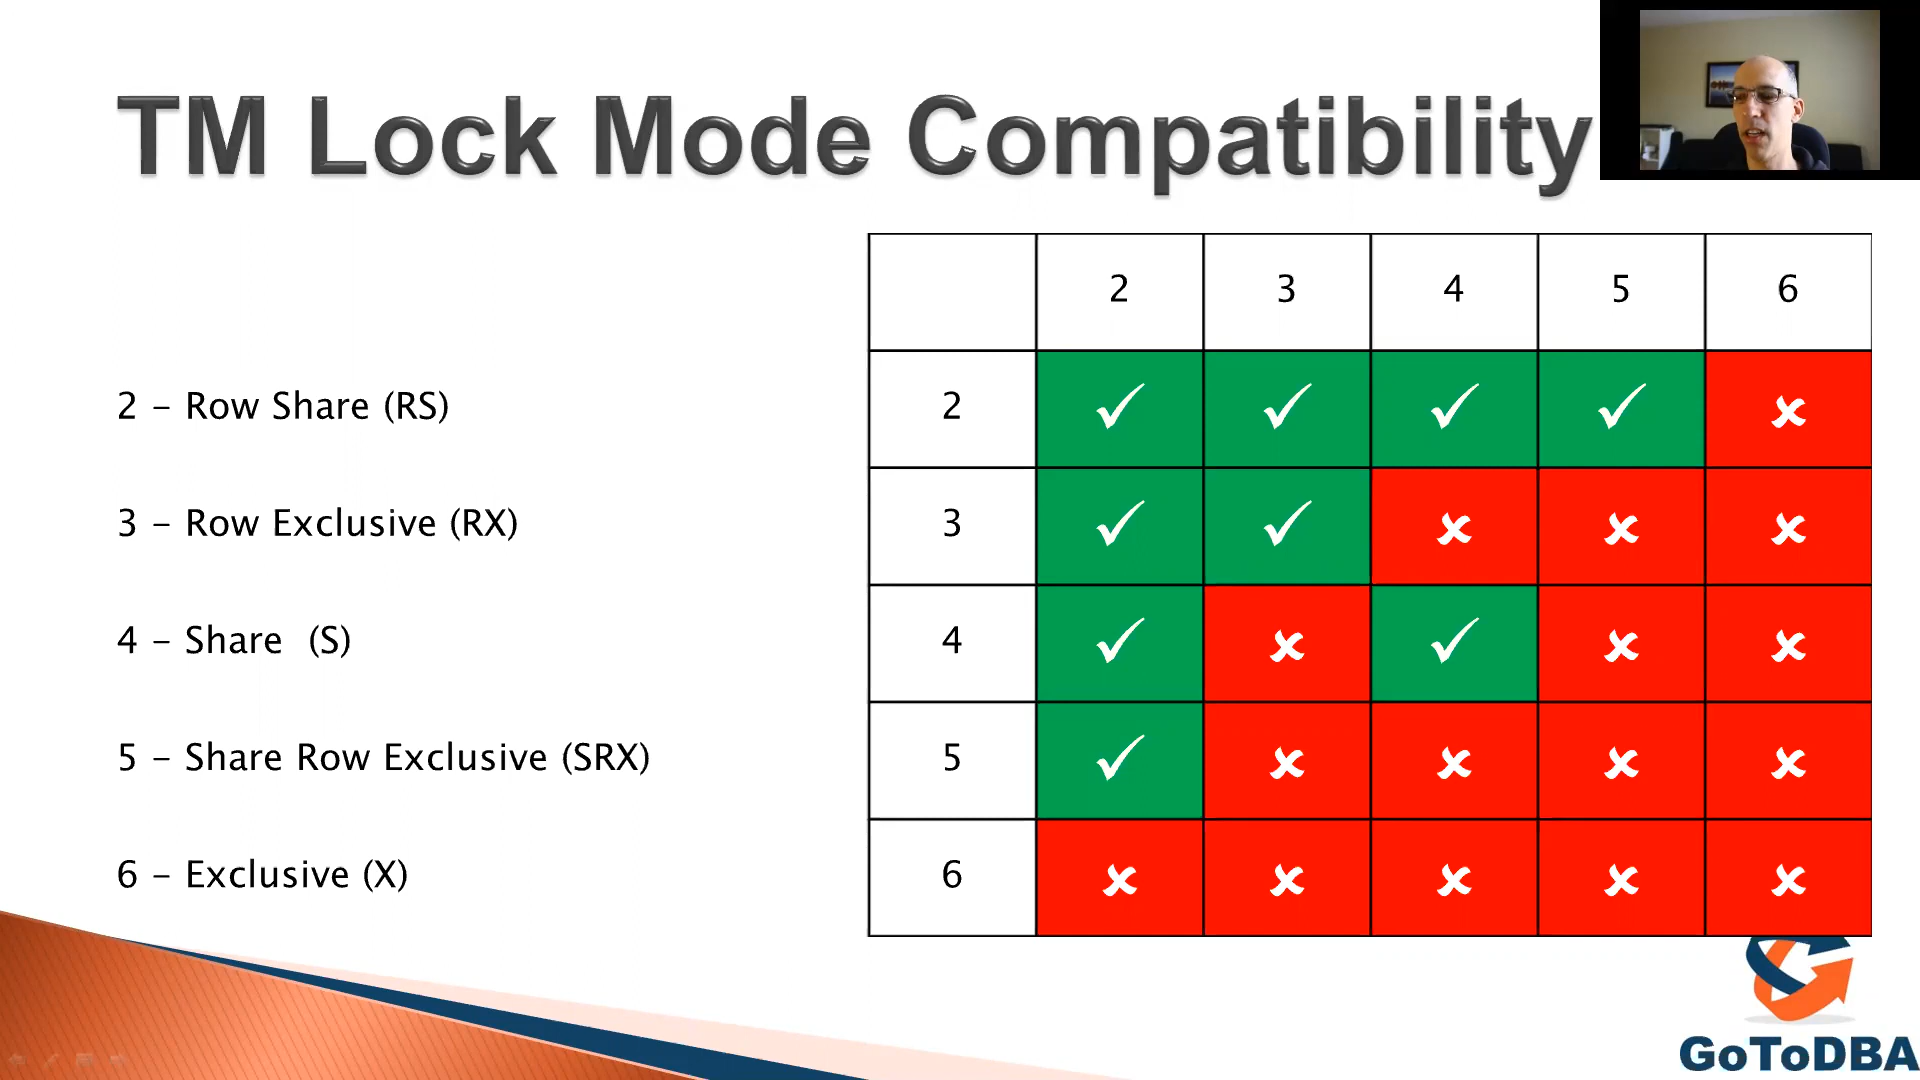 TM Lock Mode Compatibility
2 3 4 5 6
2 – Row Share (RS) 2 ✓ ✓ ✓ ✓ ✘
3 – Row Exclusive (RX) 3 ✓ ✓ ✘ ✘ ✘
4 – Share  (S) 4 ✓ ✘ ✓ ✘ ✘
5 – Share Row Exclusive (SRX) 5 ✓ ✘ ✘ ✘ ✘
6 – Exclusive (X) 6 ✘ ✘ ✘ ✘ ✘
GoToDBA